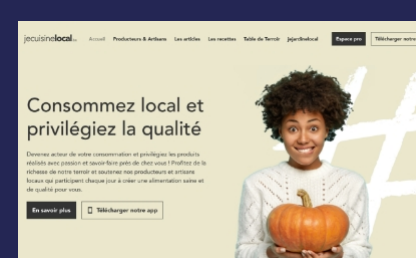 jecuisinelocal
Accueil Producteurs & Artisans Les articles Les recettes Table de Terroir jejardinelocal Espace pro Télécharger notre
Consommez local et
privilégiez la qualité
Devenez acteur de votre consommation et privilégiez les produits
réalisés avec passion et savoir-faire près de chez vous ! Profitez de la
richesse de notre terroir et soutenez nos producteurs et artisans
locaux qui participent chaque jour à créer une alimentation saine et
de qualité pour vous.
En savoir plus Télécharger notre app